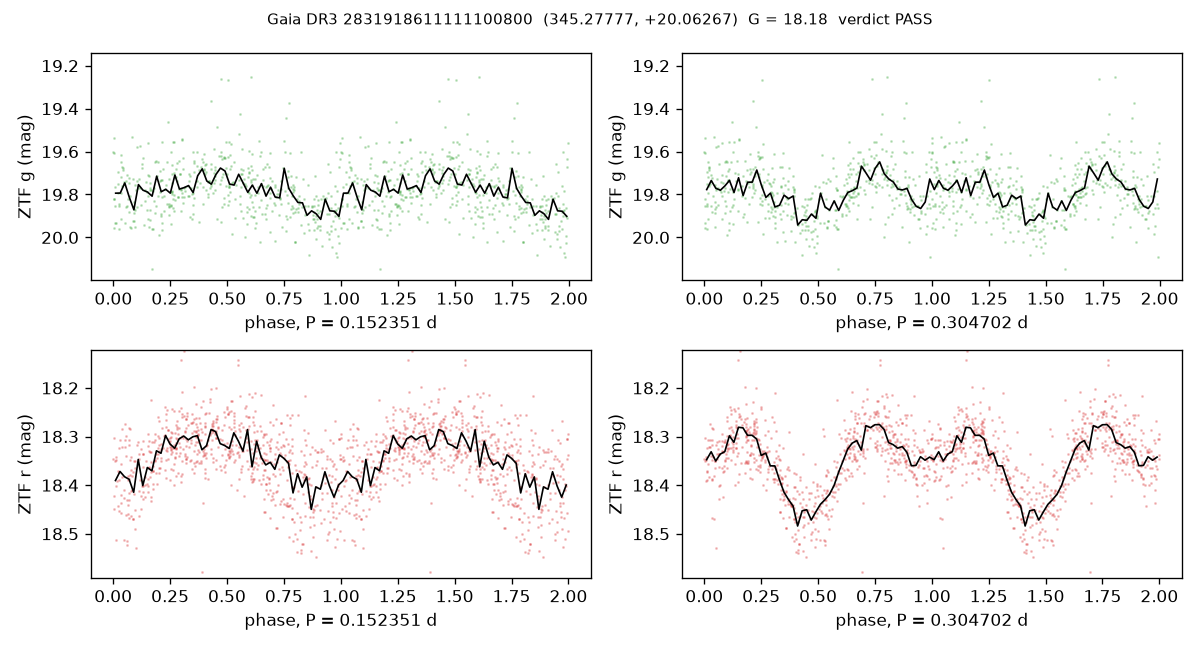 Gaia DR3 2831918611111100800  (345.27777, +20.06267)  G = 18.18  verdict PASS
ZTF g (mag)
19.2
19.4
19.6
19.8
20.0
0.00 0.25 0.50 0.75 1.00 1.25 1.50 1.75 2.00
phase, P = 0.152351 d
ZTF g (mag)
19.2
19.4
19.6
19.8
20.0
0.00 0.25 0.50 0.75 1.00 1.25 1.50 1.75 2.00
phase, P = 0.304702 d
ZTF r (mag)
18.2
18.3
18.4
18.5
0.00 0.25 0.50 0.75 1.00 1.25 1.50 1.75 2.00
phase, P = 0.152351 d
ZTF r (mag)
18.2
18.3
18.4
18.5
0.00 0.25 0.50 0.75 1.00 1.25 1.50 1.75 2.00
phase, P = 0.304702 d